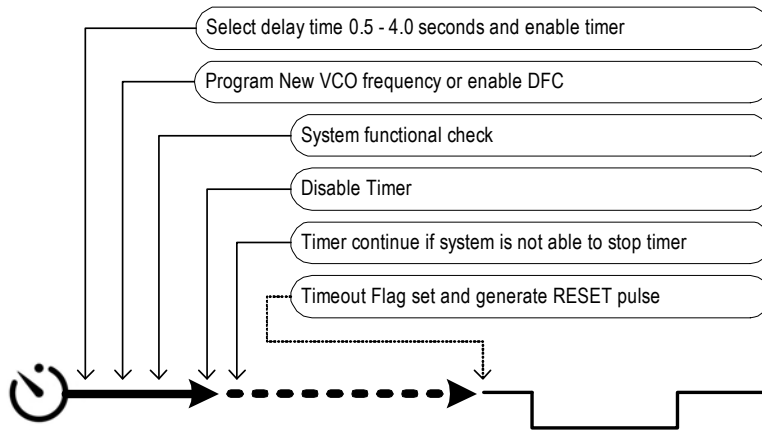 Select delay time 0.5 - 4.0 seconds and enable timer
Program New VCO frequency or enable DFC
System functional check
Disable Timer
Timer continue if system is not able to stop timer
Timeout Flag set and generate RESET pulse